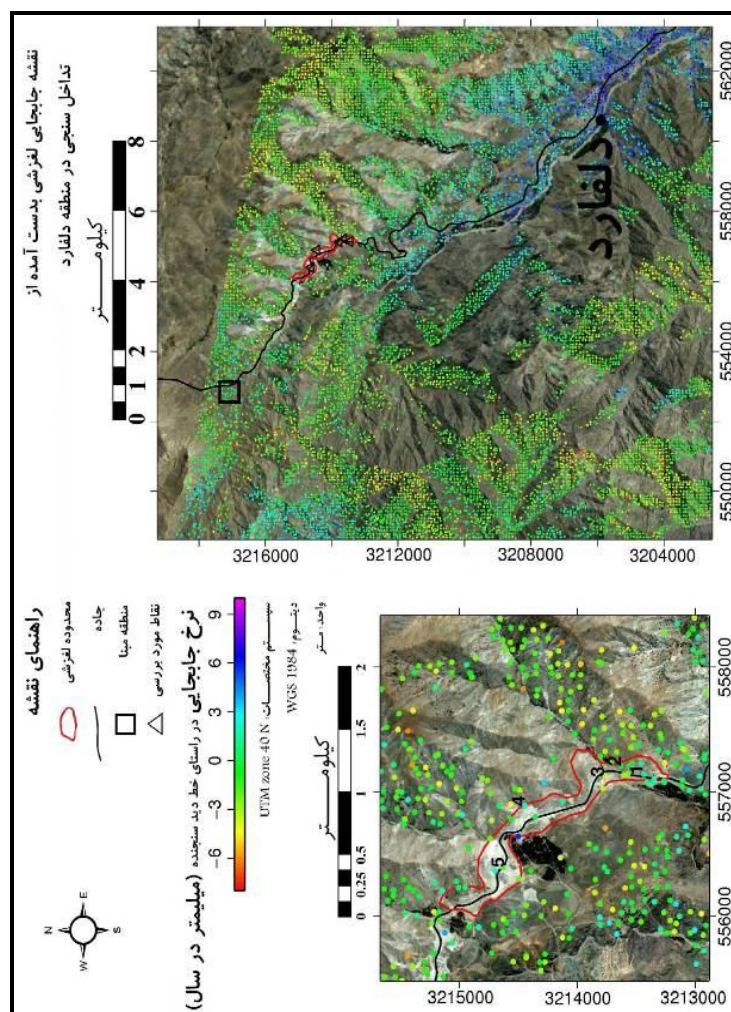 نقشه جابجایی لغزشی بدست آمده از
تداخل سنجی در منطقه دلفارد
کیلومتر
0 1 2 4 6 8
562000
558000
554000
550000
3216000 3212000 3208000 3204000
دلفارد
راهنمای نقشه
محدوده لغزشی
جاده
منطقه مبنا
نقاط مورد بررسی
نرخ جابجایی در راستای خط دید سنجنده (میلیمتر در سال)
−6 −3 0 3 6 9
سیستم مختصات: UTM zone 40 N
دیتوم: WGS 1984
واحد: متر
N
E
S
W
کیلومتر
0 0.25 0.5 1 1.5 2
558000
557000
556000
3215000 3214000 3213000
1
2
3
4
5